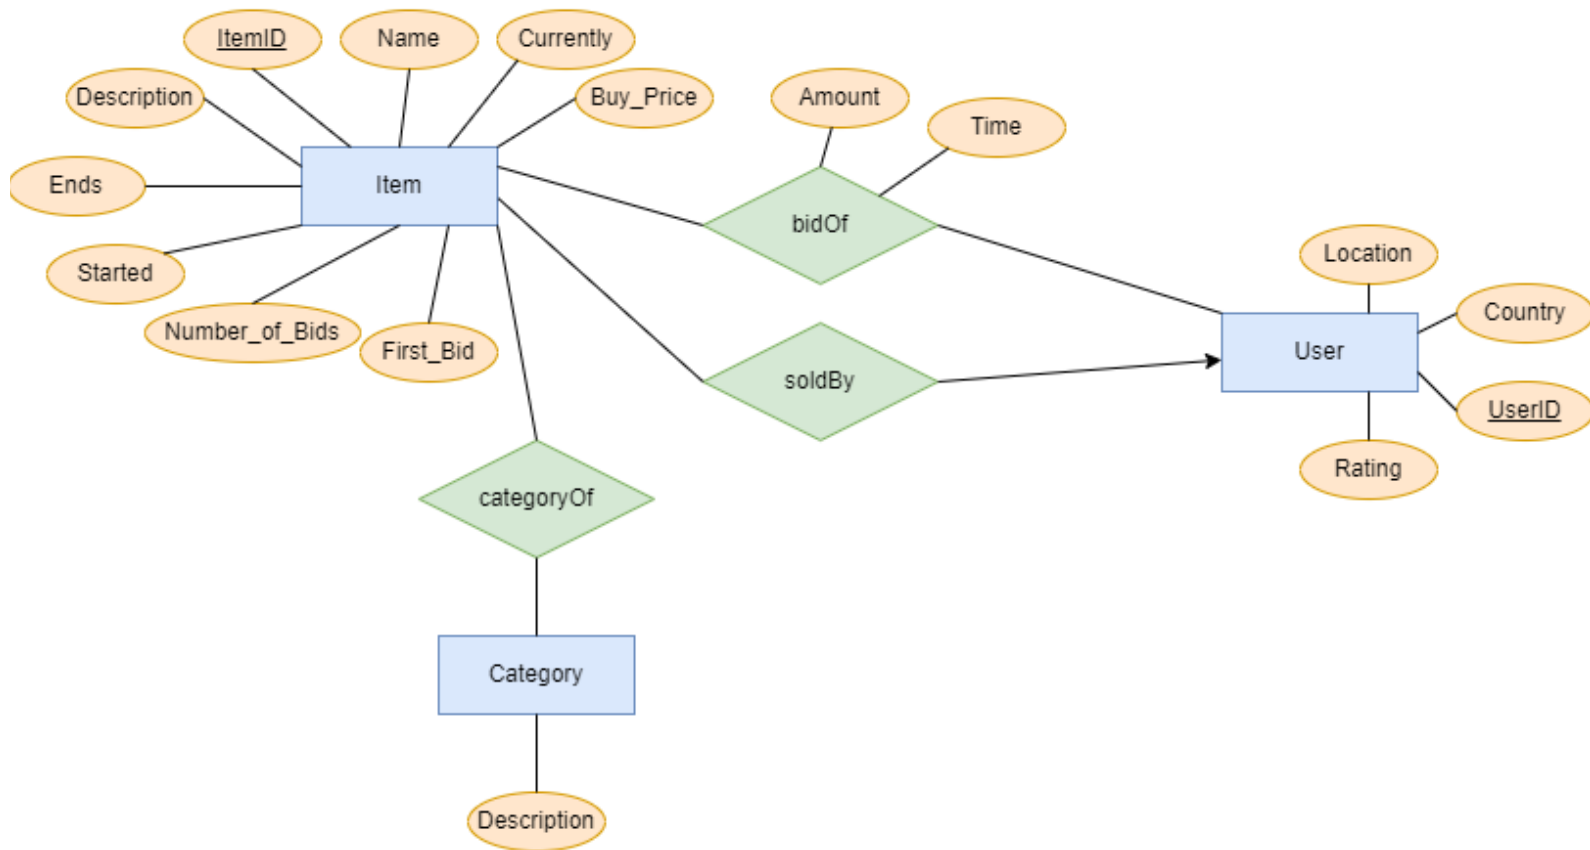 ItemID
Name
Currently
Description
Buy_Price
Amount
Time
Ends
Item
bidOf
Started
Location
Number_of_Bids
First_Bid
Country
User
soldBy
UserID
Rating
categoryOf
Category
Description